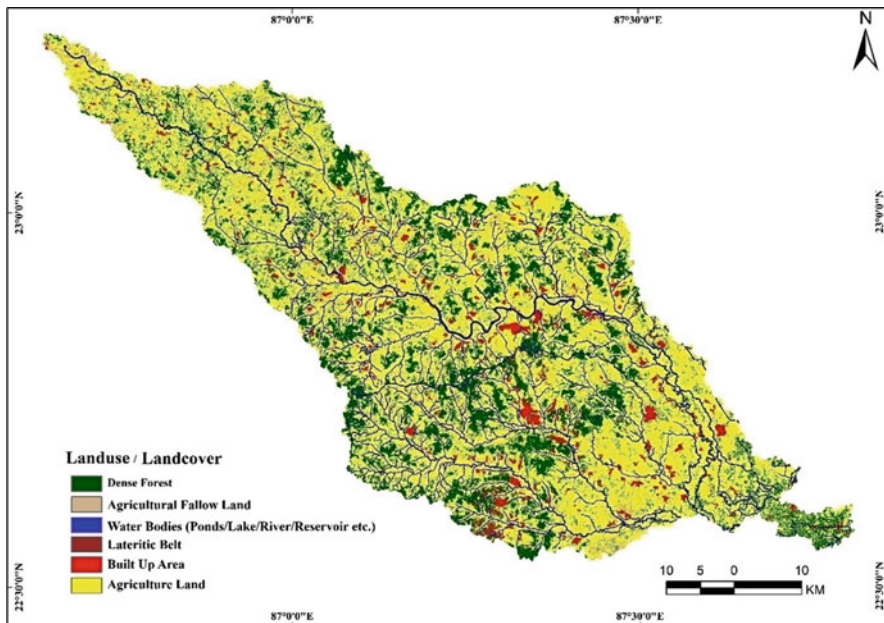 87°0'0"E
87°30'0"E
N
23°0'0"N
23°0'0"N
Landuse / Landcover
Dense Forest
Agricultural Fallow Land
Water Bodies (Ponds/Lake/River/Reservoir etc.)
Lateritic Belt
Built Up Area
Agriculture Land
10 5 0 10
KM
22°30'0"N
22°30'0"N
87°0'0"E
87°30'0"E